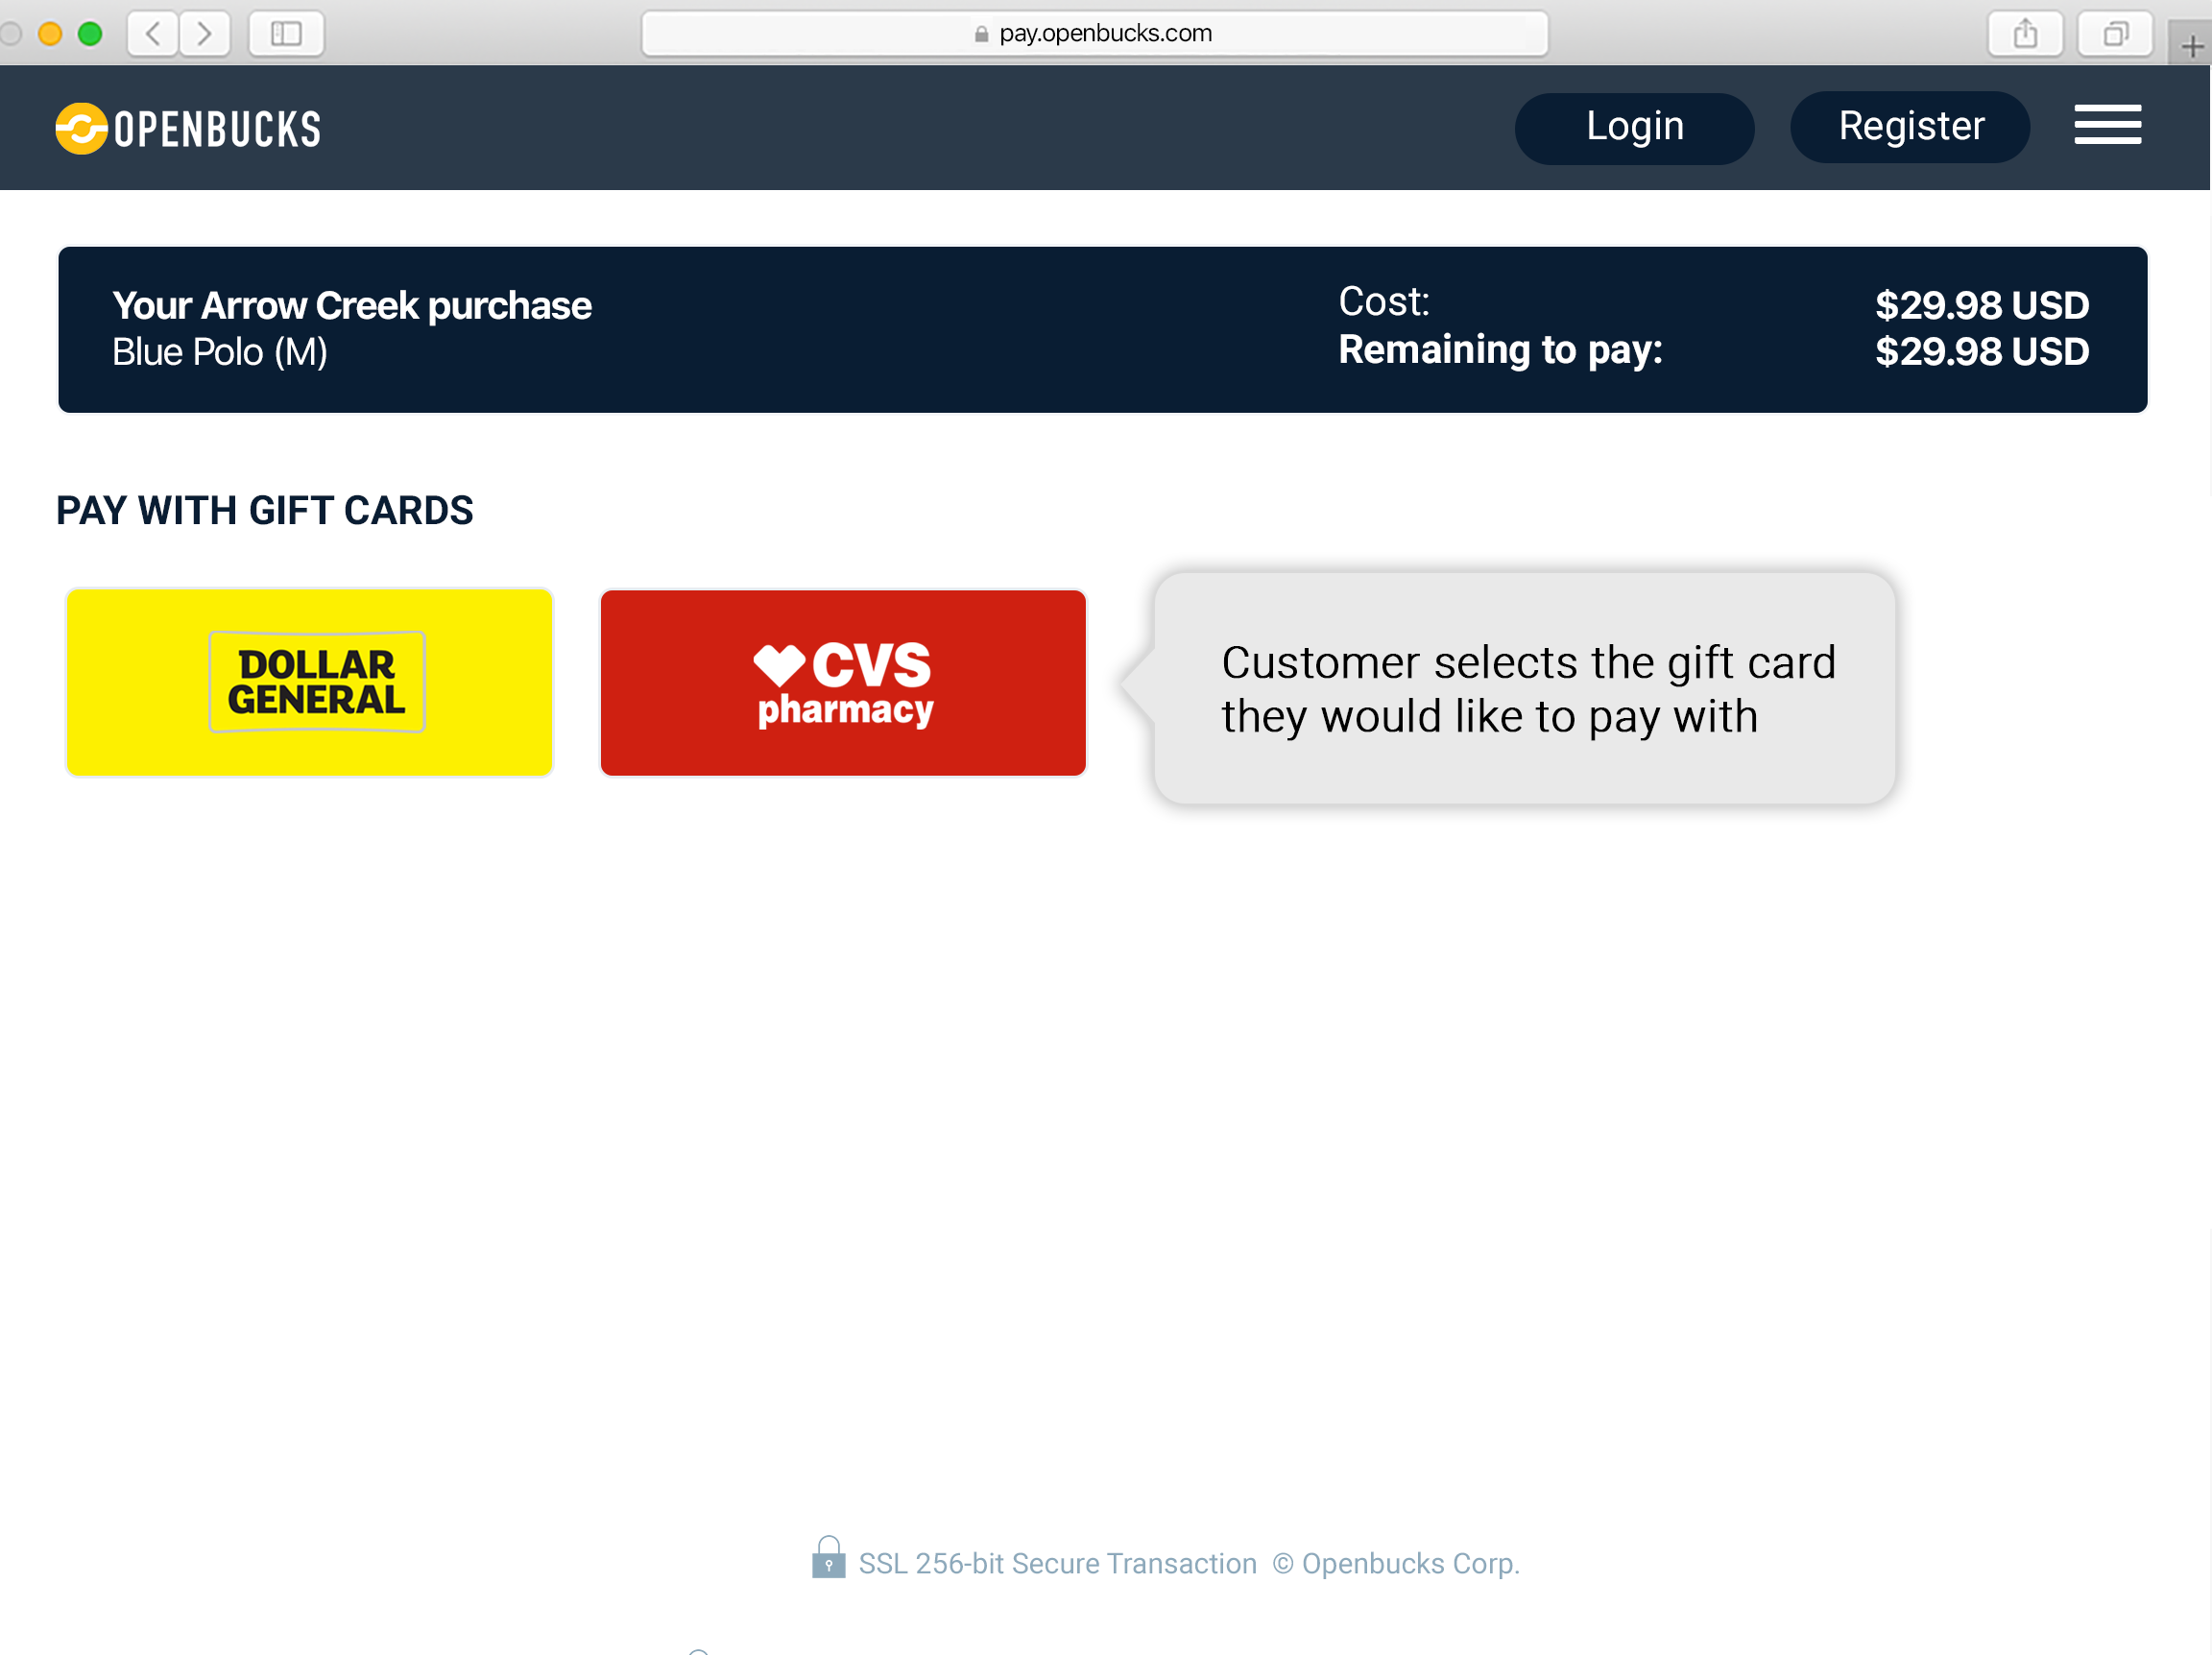 pay.openbucks.com
OPENBUCKS
Login
Register
Your Arrow Creek purchase
Blue Polo (M)
Cost:
$29.98 USD
Remaining to pay:
$29.98 USD
PAY WITH GIFT CARDS
DOLLAR
GENERAL
CVS
pharmacy
Customer selects the gift card
they would like to pay with
SSL 256-bit Secure Transaction © Openbucks Corp.